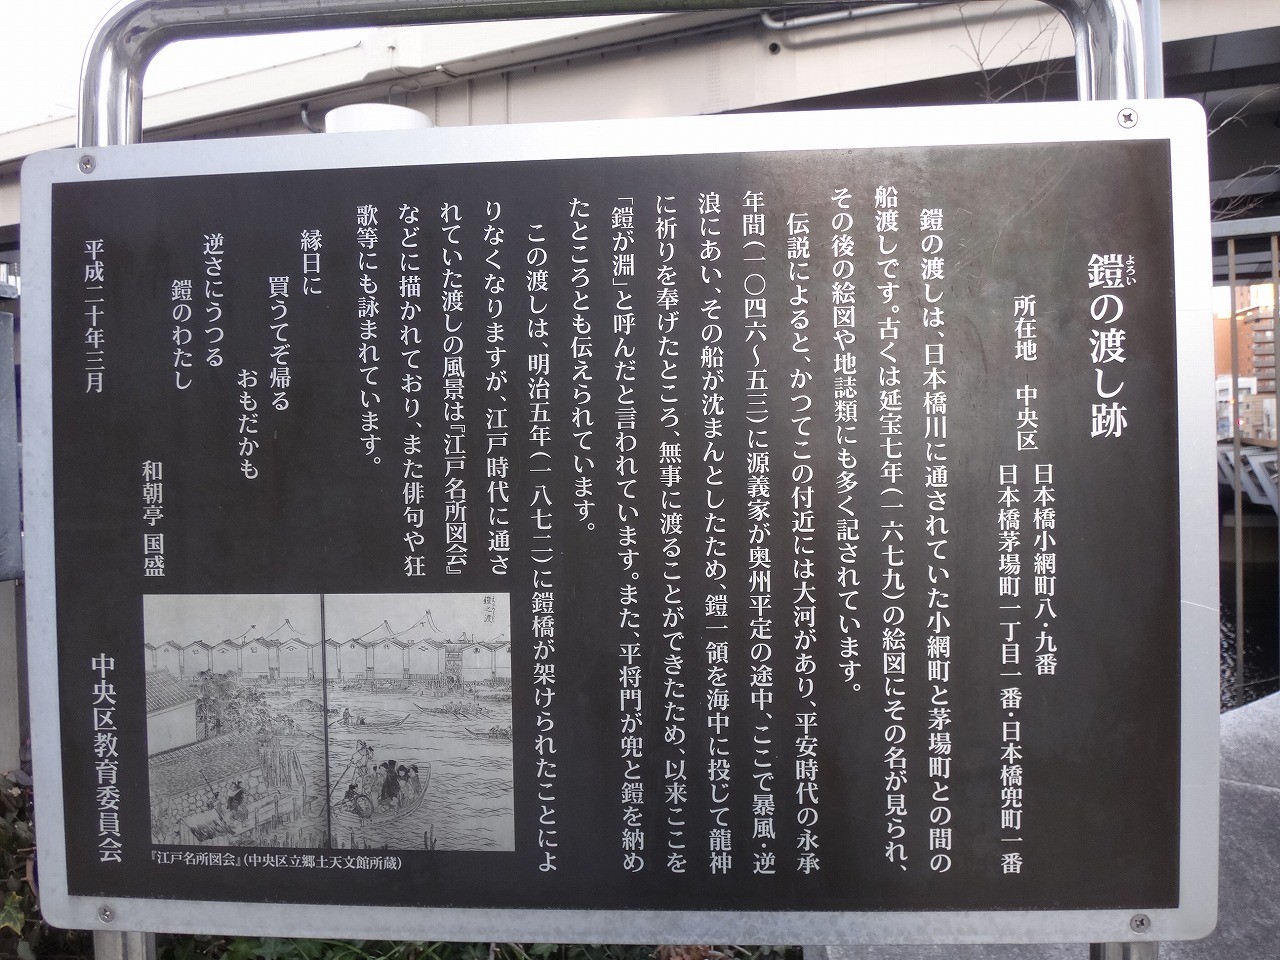 鎧の渡し跡
よろい
所在地 中央区 日本橋小網町八・九番
日本橋茅場町一丁目一番・日本橋兜町一番
鎧の渡しは、日本橋川に通されていた小網町と茅場町との間の
船渡しです。古くは延宝七年(一六七九)の絵図にその名が見られ、
その後の絵図や地誌類にも多く記されています。
伝説によると、かつてこの付近には大河があり、平安時代の永承
年間(一〇四六〜五三)に源義家が奥州平定の途中、ここで暴風・逆
浪にあい、その船が沈まんとしたため、鎧一領を海中に投じて龍神
に祈りを奉げたところ、無事に渡ることができたため、以来ここを
「鎧が淵」と呼んだと言われています。また、平将門が兜と鎧を納め
たところとも伝えられています。
この渡しは、明治五年(一八七二)に鎧橋が架けられたことによ
りなくなりますが、江戸時代に通さ
れていた渡しの風景は『江戸名所図会』
などに描かれており、また俳句や狂
歌等にも詠まれています。
縁日に
買うてぞ帰る
おもだかも
逆さにうつる
鎧のわたし
和朝亭 国盛
平成二十年三月
中央区教育委員会
鎧之渡
『江戸名所図会』(中央区立郷土天文館所蔵)